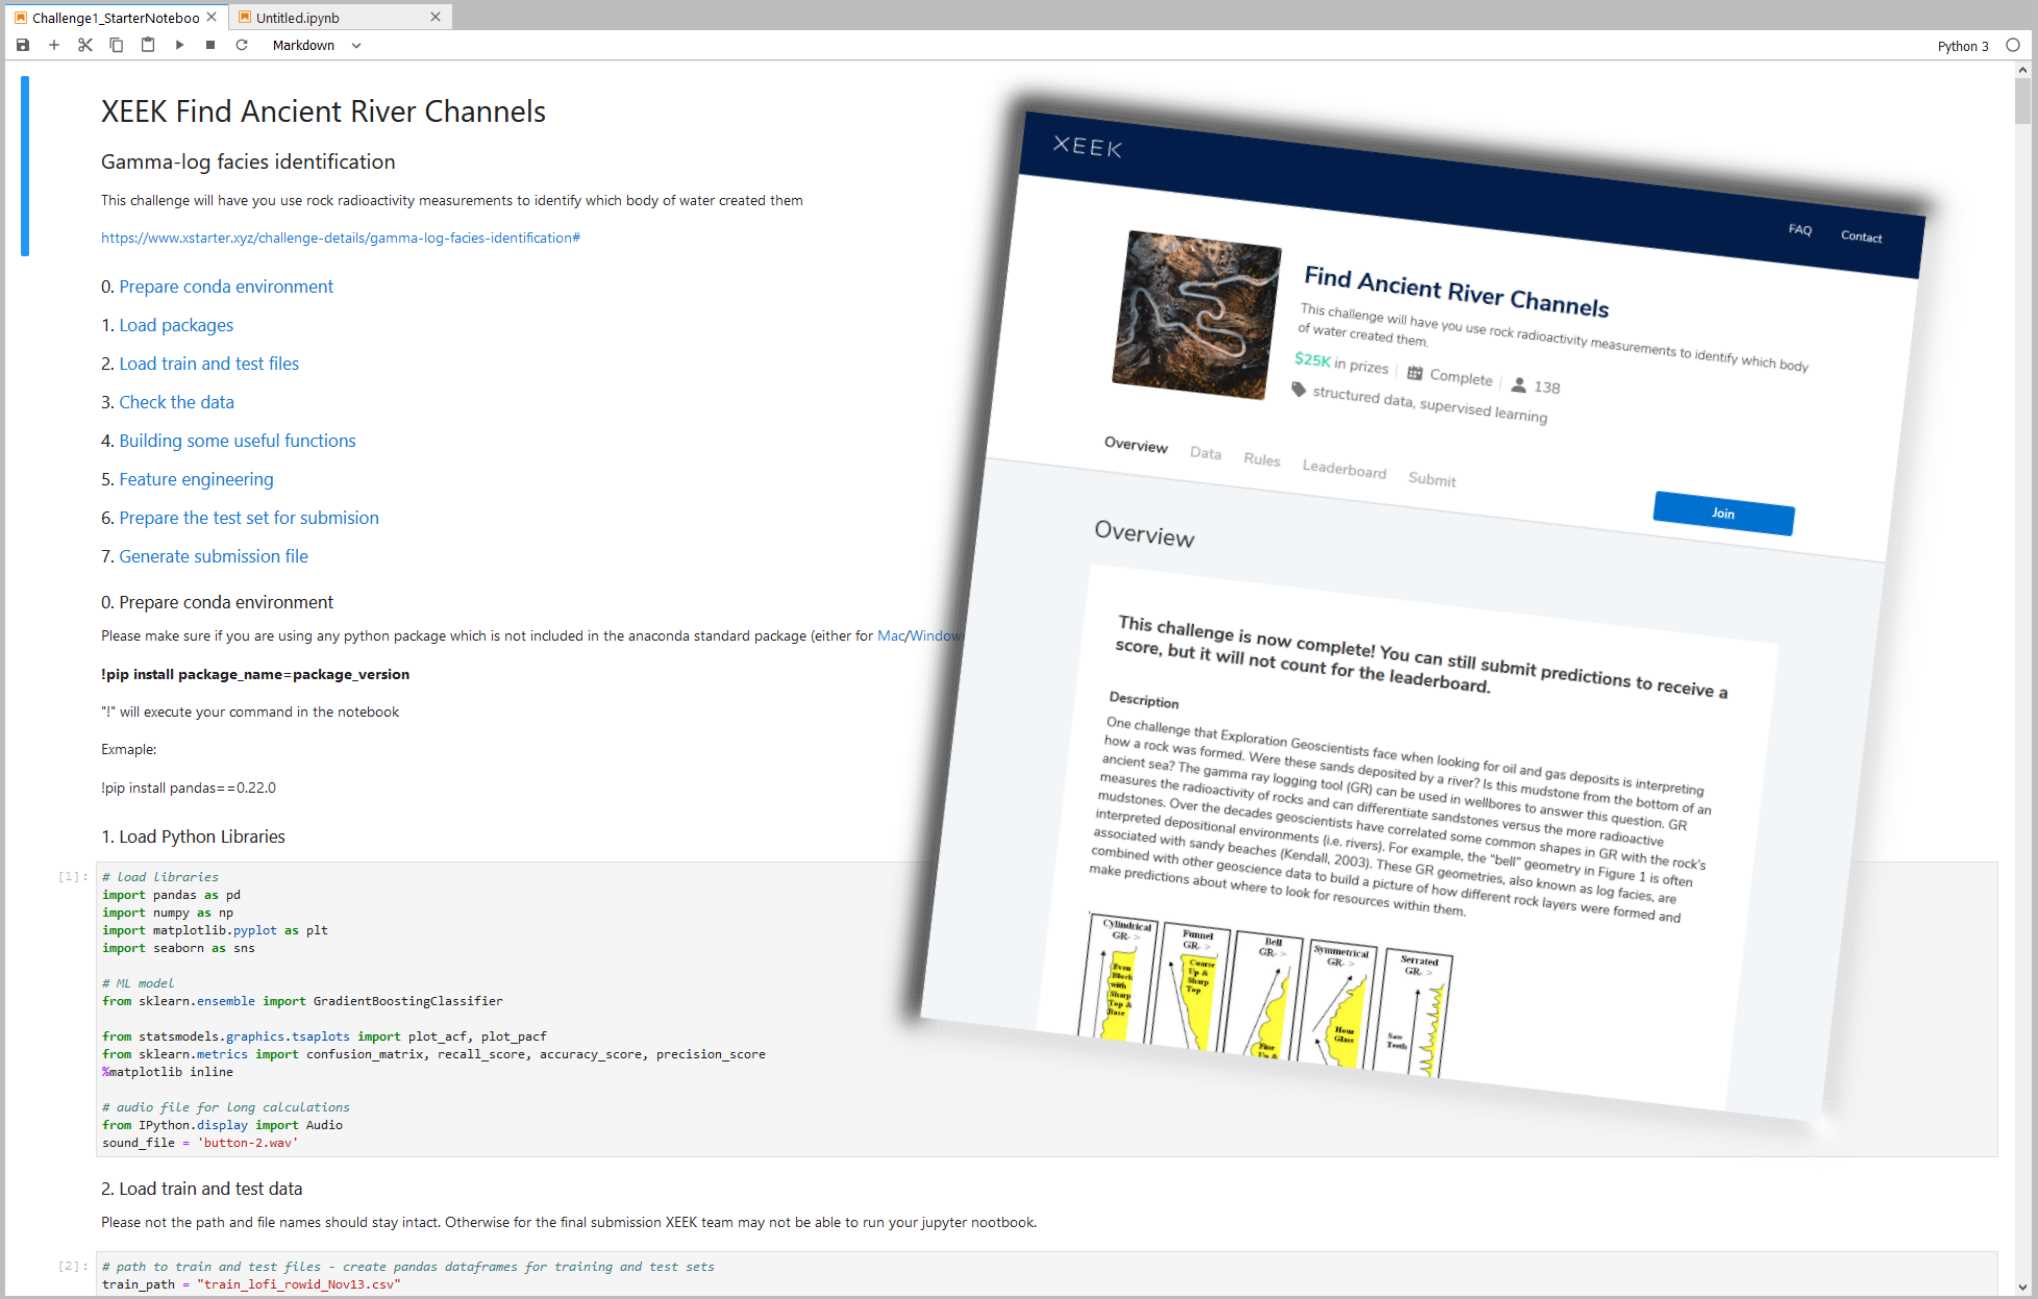 Challenge1_StarterNoteboo
Untitled.ipynb
Markdown
Python 3
XEEK Find Ancient River Channels
Gamma-log facies identification
This challenge will have you use rock radioactivity measurements to identify which body of water created them
https://www.xstarter.xyz/challenge-details/gamma-log-facies-identification#
0. Prepare conda environment
1. Load packages
2. Load train and test files
3. Check the data
4. Building some useful functions
5. Feature engineering
6. Prepare the test set for submision
7. Generate submission file
0. Prepare conda environment
Please make sure if you are using any python package which is not included in the anaconda standard package (either for Mac/Window
!pip install package_name=package_version
"!" will execute your command in the notebook
Exmaple:
!pip install pandas==0.22.0
1. Load Python Libraries
[1]: # load libraries
import pandas as pd
import numpy as np
import matplotlib.pyplot as plt
import seaborn as sns
# ML model
from sklearn.ensemble import GradientBoostingClassifier
from statsmodels.graphics.tsaplots import plot_acf, plot_pacf
from sklearn.metrics import confusion_matrix, recall_score, accuracy_score, precision_score
%matplotlib inline
# audio file for long calculations
from IPython.display import Audio
sound_file = 'button-2.wav'
2. Load train and test data
Please not the path and file names should stay intact. Otherwise for the final submission XEEK team may not be able to run your jupyter nootbook.
[2]: # path to train and test files - create pandas dataframes for training and test sets
train_path = "train_lofi_rowid_Nov13.csv"
XEEK
FAQ
Contact
Find Ancient River Channels
This challenge will have you use rock radioactivity measurements to identify which body
of water created them.
$25K in prizes
Complete
138
structured data, supervised learning
Overview
Data
Rules
Leaderboard
Submit
Join
Overview
This challenge is now complete! You can still submit predictions to receive a
score, but it will not count for the leaderboard.
Description
One challenge that Exploration Geoscientists face when looking for oil and gas deposits is interpreting
how a rock was formed. Were these sands deposited by a river? Is this mudstone from the bottom of an
ancient sea? The gamma ray logging tool (GR) can be used in wellbores to answer this question. GR
measures the radioactivity of rocks and can differentiate sandstones versus the more radioactive
mudstones. Over the decades geoscientists have correlated some common shapes in GR with the rock's
interpreted depositional environments (i.e. rivers). For example, the "bell" geometry in Figure 1 is often
associated with sandy beaches (Kendall, 2003). These GR geometries, also known as log facies, are
combined with other geoscience data to build a picture of how different rock layers were formed and
make predictions about where to look for resources within them.
Cylindrical
GR- >
Even
Block
with
Sharp
Top &
Base
Funnel
GR- >
Coarse
Up &
Sharp
Top
Bell
GR- >
Fine
Up &
Symmetrical
GR- >
Hour
Glass
Serrated
GR- >
Saw
Teeth